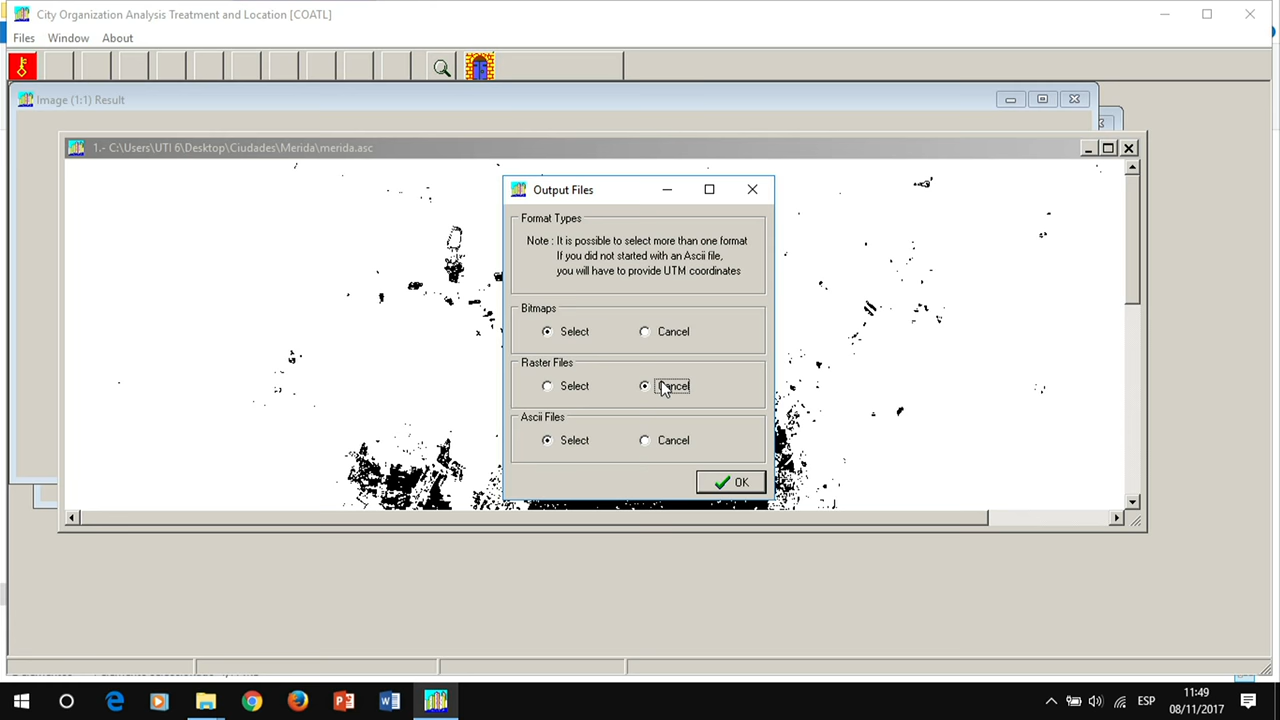 City Organization Analysis Treatment and Location [COATL]
Files Window About
Image (1:1) Result
1.- C:\Users\UTI 6\Desktop\Ciudades\Merida\merida.asc
Output Files
Format Types
Note : It is possible to select more than one format
If you did not started with an Ascii file,
you will have to provide UTM coordinates
Bitmaps
Select Cancel
Raster Files
Select Cancel
Ascii Files
Select Cancel
OK
11:49
ESP
08/11/2017